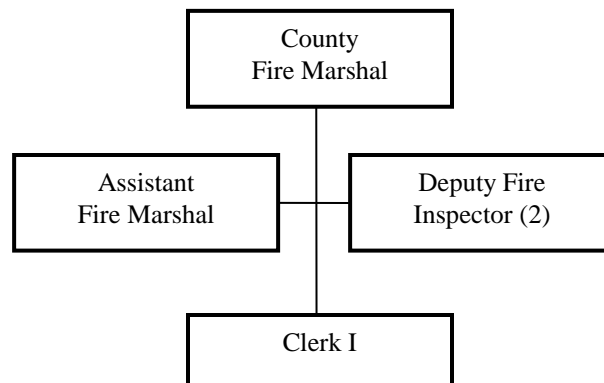 County
Fire Marshal
Assistant
Fire Marshal
Deputy Fire
Inspector (2)
Clerk I